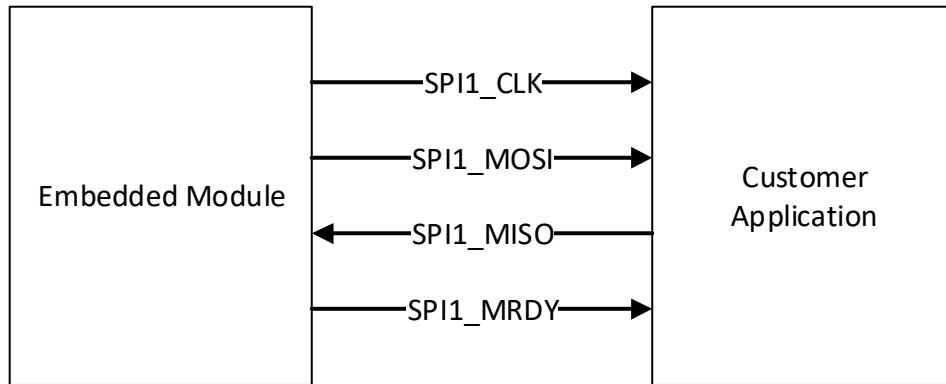 SPI1_CLK
SPI1_MOSI
Embedded Module
Customer
Application
SPI1_MISO
SPI1_MRDY